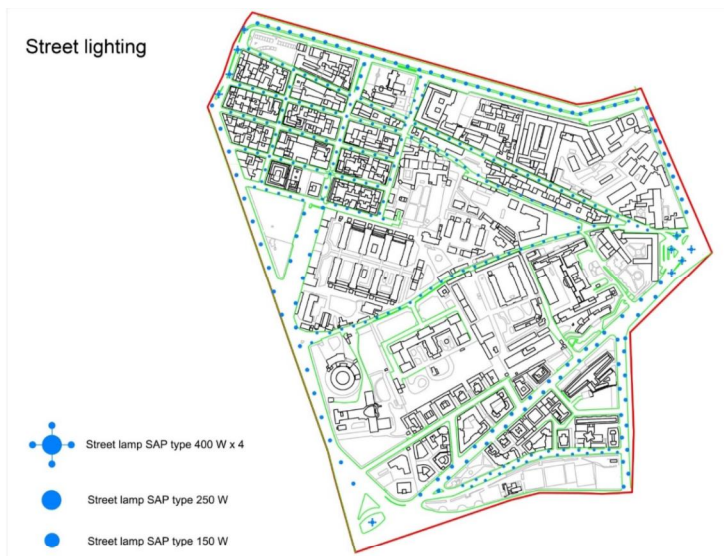 Street lighting
Street lamp SAP type 400 W x 4
Street lamp SAP type 250 W
Street lamp SAP type 150 W